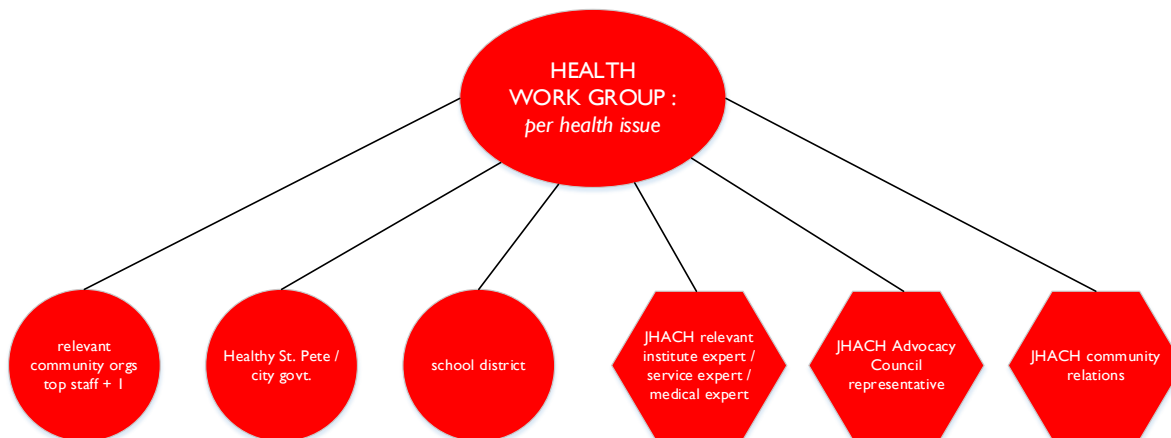 HEALTH
WORK GROUP :
per health issue
relevant
community orgs
top staff + 1
Healthy St. Pete /
city govt.
school district
JHACH relevant
institute expert /
service expert /
medical expert
JHACH Advocacy
Council
representative
JHACH community
relations